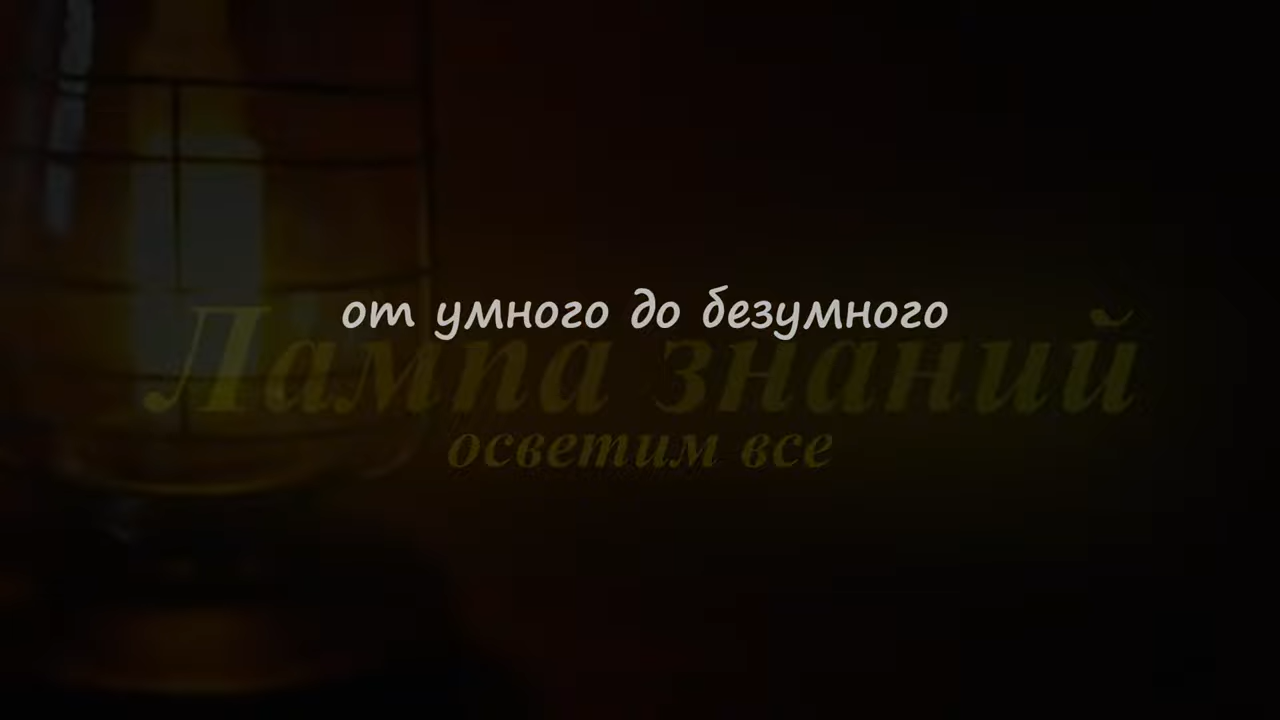 от умного до безумного
Лампа знаний
осветим все